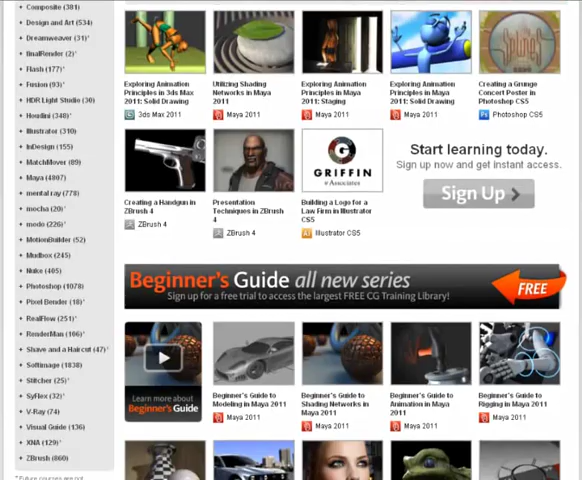 + Composite (381)
+ Design and Art (534)
+ Dreamweaver (31)*
+ finalRender (2)*
+ Flash (177)*
+ Fusion (93)*
+ HDR Light Studio (30)
+ Houdini (348)*
+ Illustrator (310)
+ InDesign (155)
+ MatchMover (89)
+ Maya (4807)
+ mental ray (778)
+ mocha (20)*
+ modo (226)*
+ MotionBuilder (52)
+ Mudbox (245)
+ Nuke (405)
+ Photoshop (1078)
+ Pixel Bender (18)*
+ RealFlow (251)*
+ RenderMan (166)*
+ Shave and a Haircut (47)*
+ Softimage (1838)
+ Stitcher (25)*
+ SyFlex (32)*
+ V-Ray (74)
+ Visual Guide (136)
+ XNA (129)*
+ ZBrush (860)
* Future courses are not
Exploring Animation
Principles in 3ds Max
2011: Solid Drawing
3ds Max 2011
Utilizing Shading
Networks in Maya
2011
Maya 2011
Exploring Animation
Principles in Maya
2011: Staging
Maya 2011
Exploring Animation
Principles in Maya
2011: Solid Drawing
Maya 2011
Creating a Grunge
Concert Poster in
Photoshop CS5
Ps Photoshop CS5
Creating a Handgun in
ZBrush 4
ZBrush 4
Presentation
Techniques in ZBrush
4
ZBrush 4
GRIFFIN
& Associates
Building a Logo for a
Law Firm in Illustrator
CS5
Ai Illustrator CS5
Start learning today.
Sign up now and get instant access.
Sign Up >
Beginner's Guide all new series
Sign up for a free trial to access the largest FREE CG Training Library!
FREE
Learn more about
Beginner's Guide
Beginner's Guide to
Modeling in Maya 2011
Maya 2011
Beginner's Guide to
Shading Networks in
Maya 2011
Maya 2011
Beginner's Guide to
Animation in Maya
2011
Maya 2011
Beginner's Guide to
Rigging in Maya 2011
Maya 2011